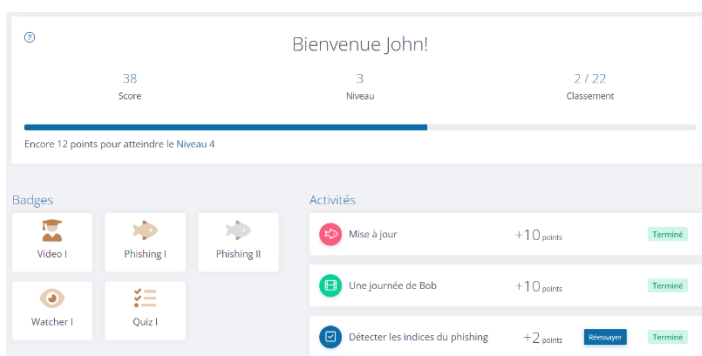 Bienvenue John!
38
Score
3
Niveau
2 / 22
Classement
Encore 12 points pour atteindre le Niveau 4
Badges
Video I
Phishing I
Phishing II
Watcher I
Quiz I
Activités
Mise à jour +10 points Terminé
Une journée de Bob +10 points Terminé
Détecter les indices du phishing +2 points Réessayer Terminé